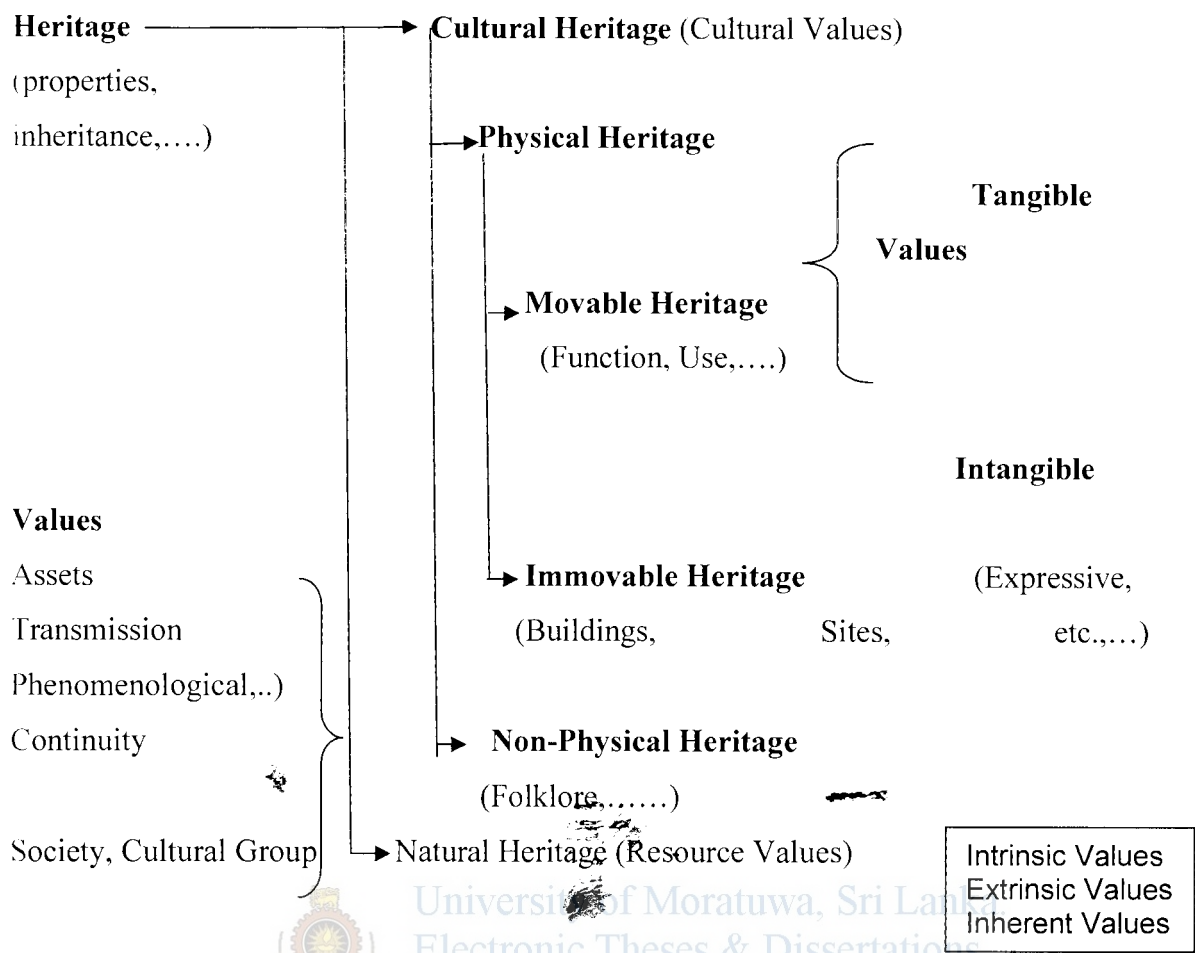 Heritage Cultural Heritage (Cultural Values)
(properties,
inheritance,....)
Physical Heritage
Tangible
Values
Movable Heritage
(Function, Use,....)
Intangible
Values
Assets
Immovable Heritage (Expressive,
Transmission
(Buildings, Sites, etc.,...)
Phenomenological,..)
Continuity
Non-Physical Heritage
(Folklore,......)
Society, Cultural Group
Natural Heritage (Resource Values)
Intrinsic Values
Extrinsic Values
Inherent Values
University of Moratuwa, Sri Lanka.
Electronic Theses & Dissertations